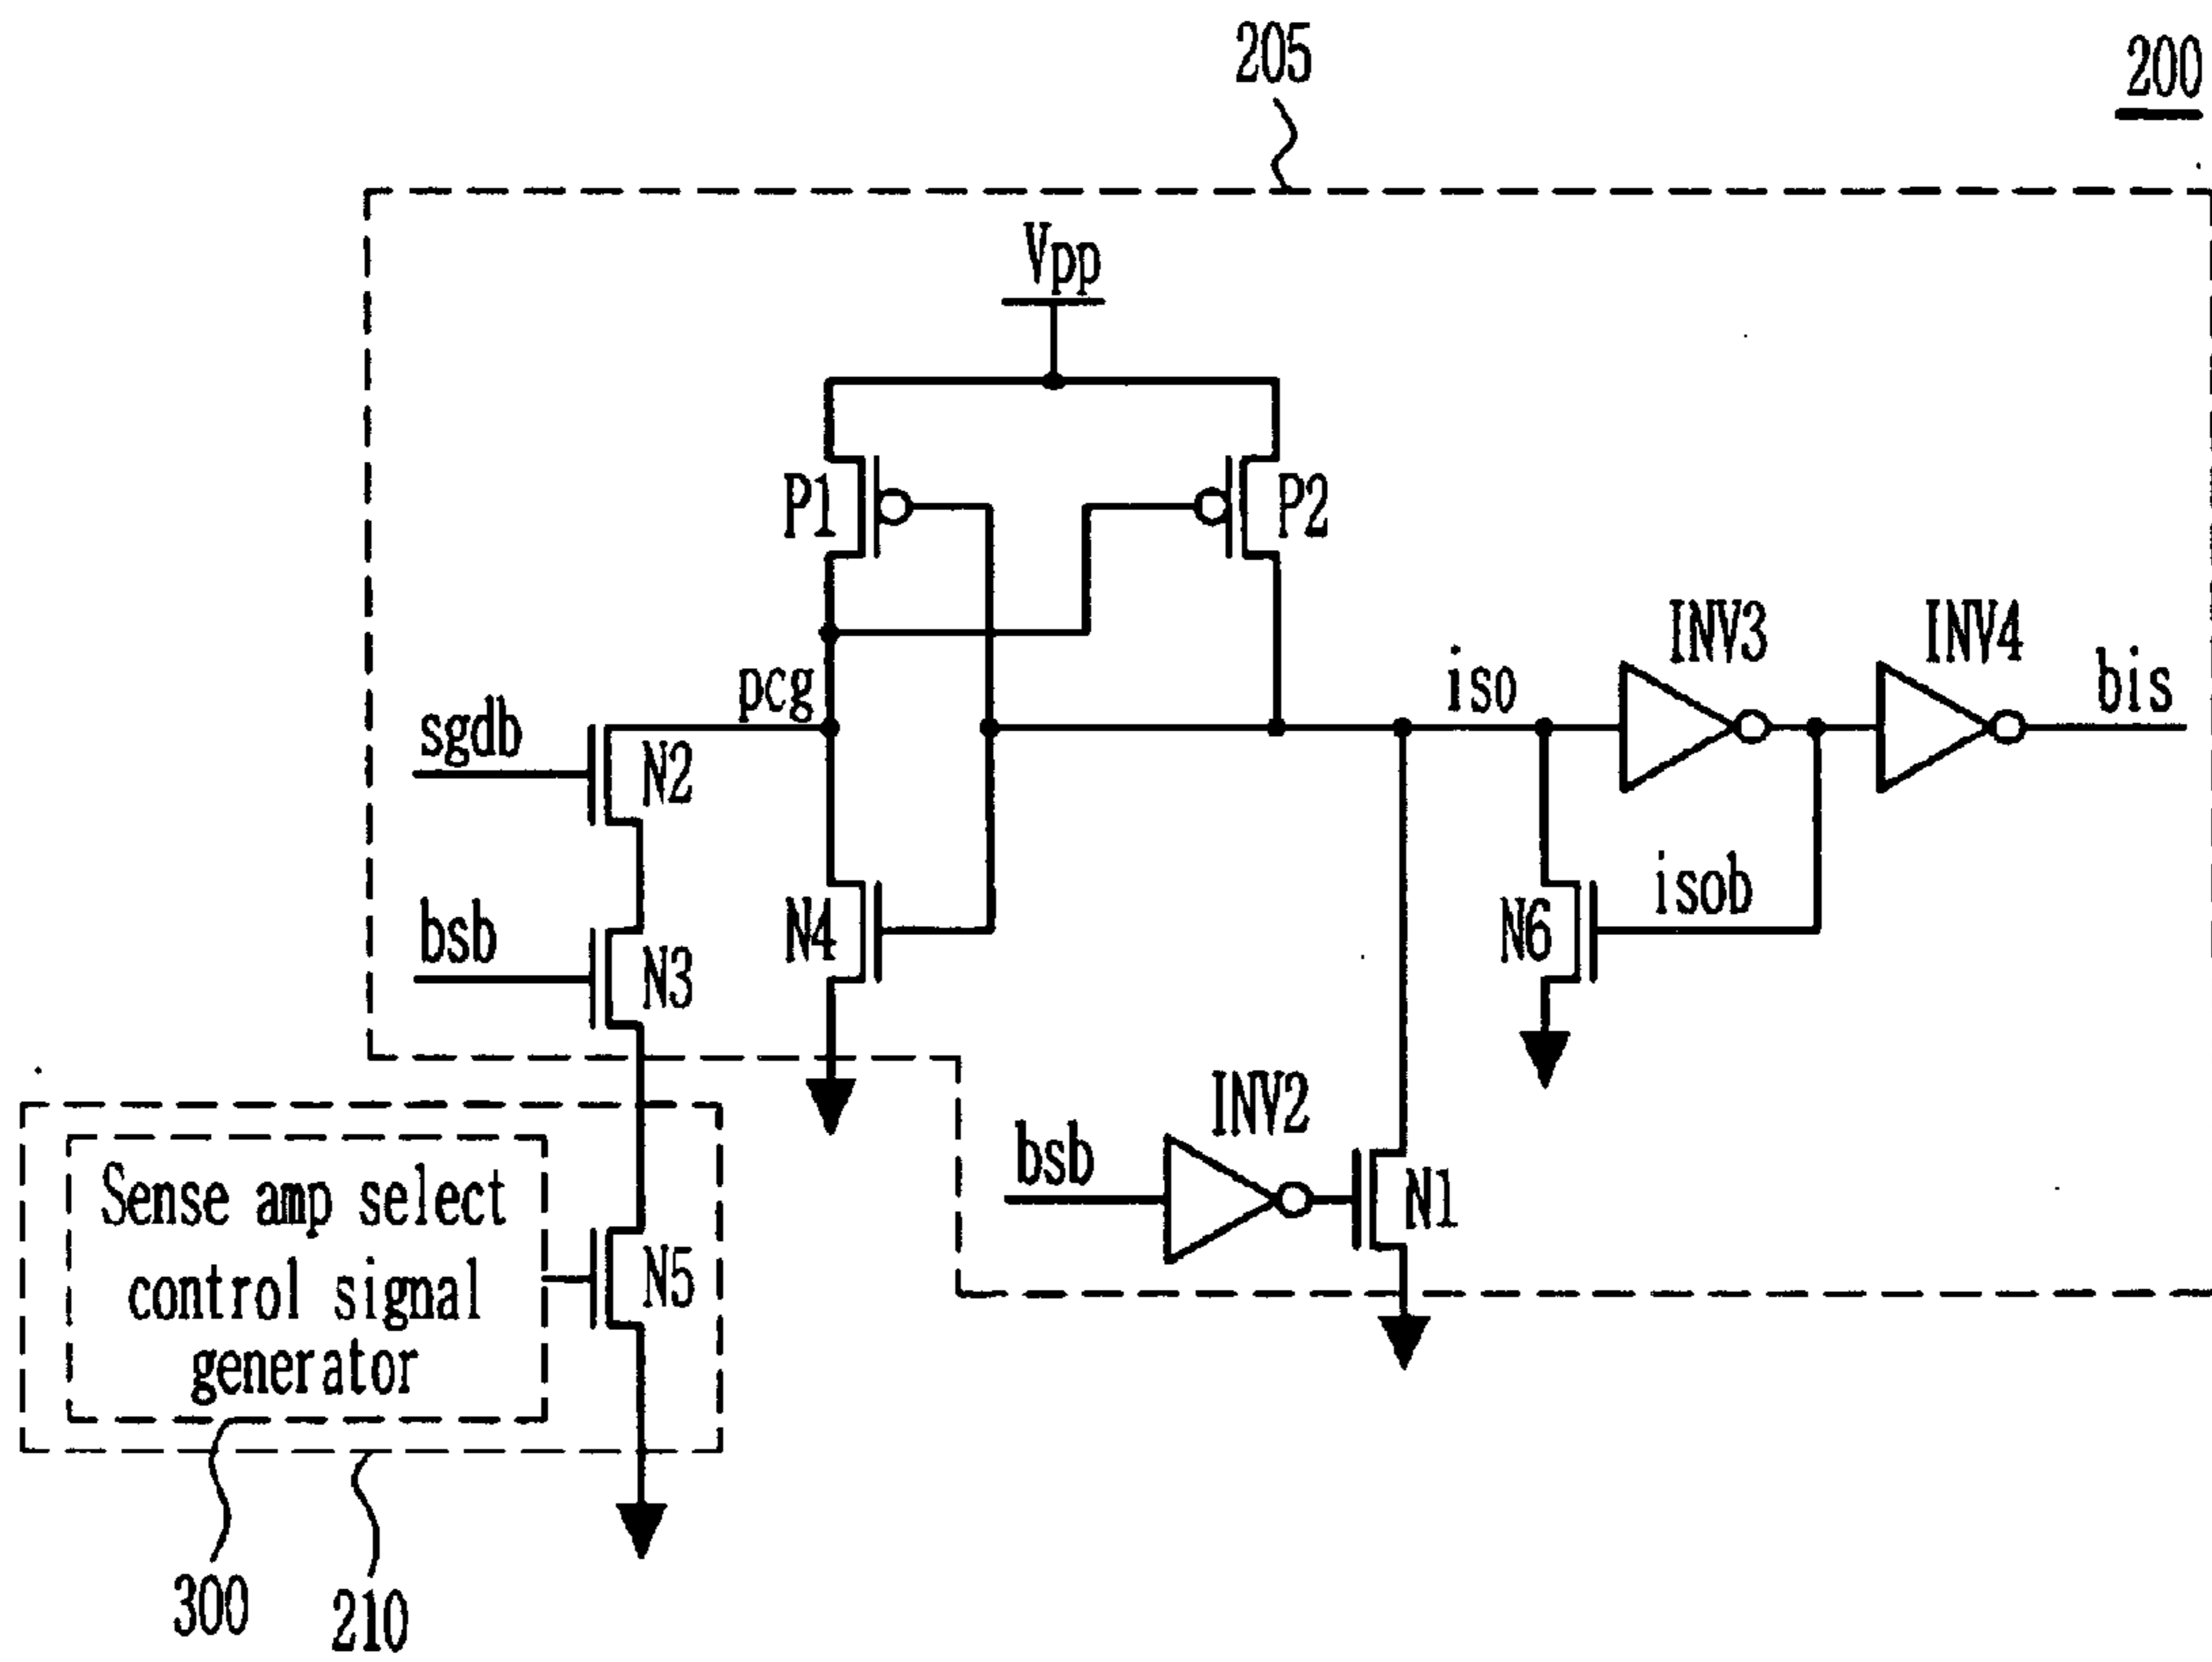 205
200
Vpp
P1
P2
INV3
INV4
pcg
iso
bis
sgdb
N2
isob
bsb
N3
N4
N6
INV2
bsb
N1
Sense amp select
control signal
generator
N5
300
210